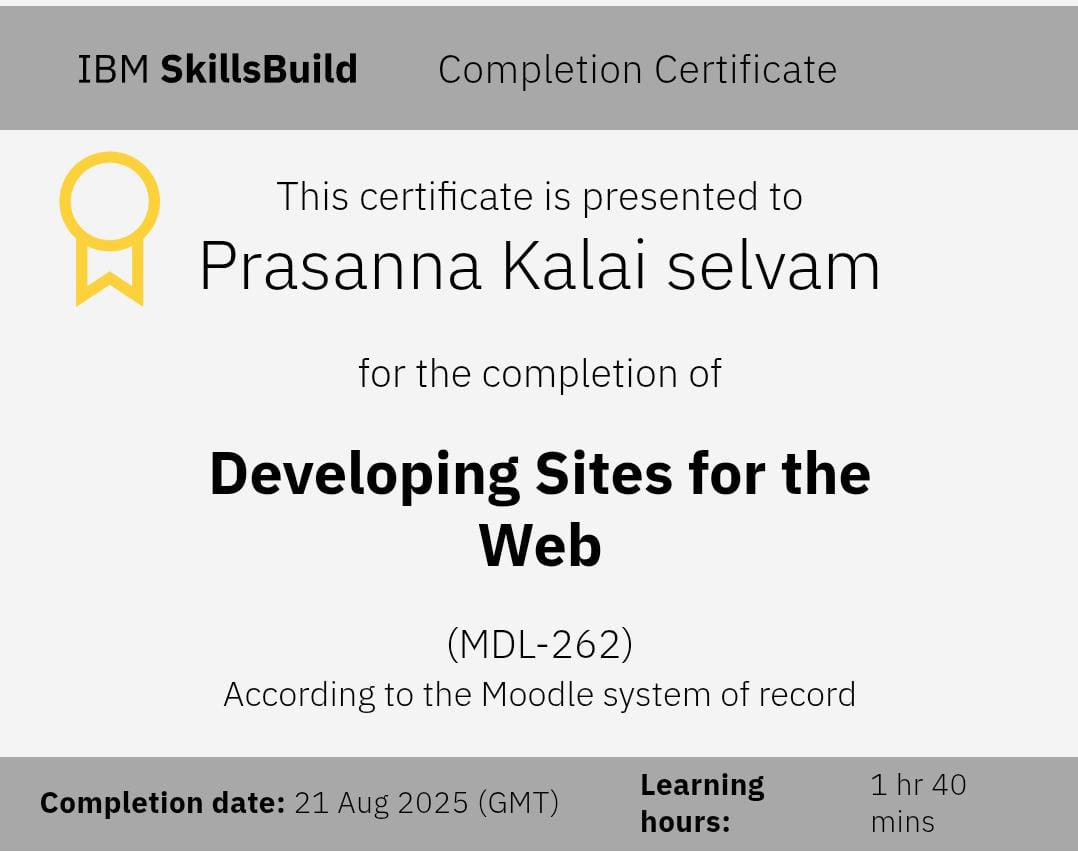 IBM SkillsBuild Completion Certificate
This certificate is presented to
Prasanna Kalai selvam
for the completion of
Developing Sites for the
Web
(MDL-262)
According to the Moodle system of record
Completion date: 21 Aug 2025 (GMT)
Learning hours: 1 hr 40 mins